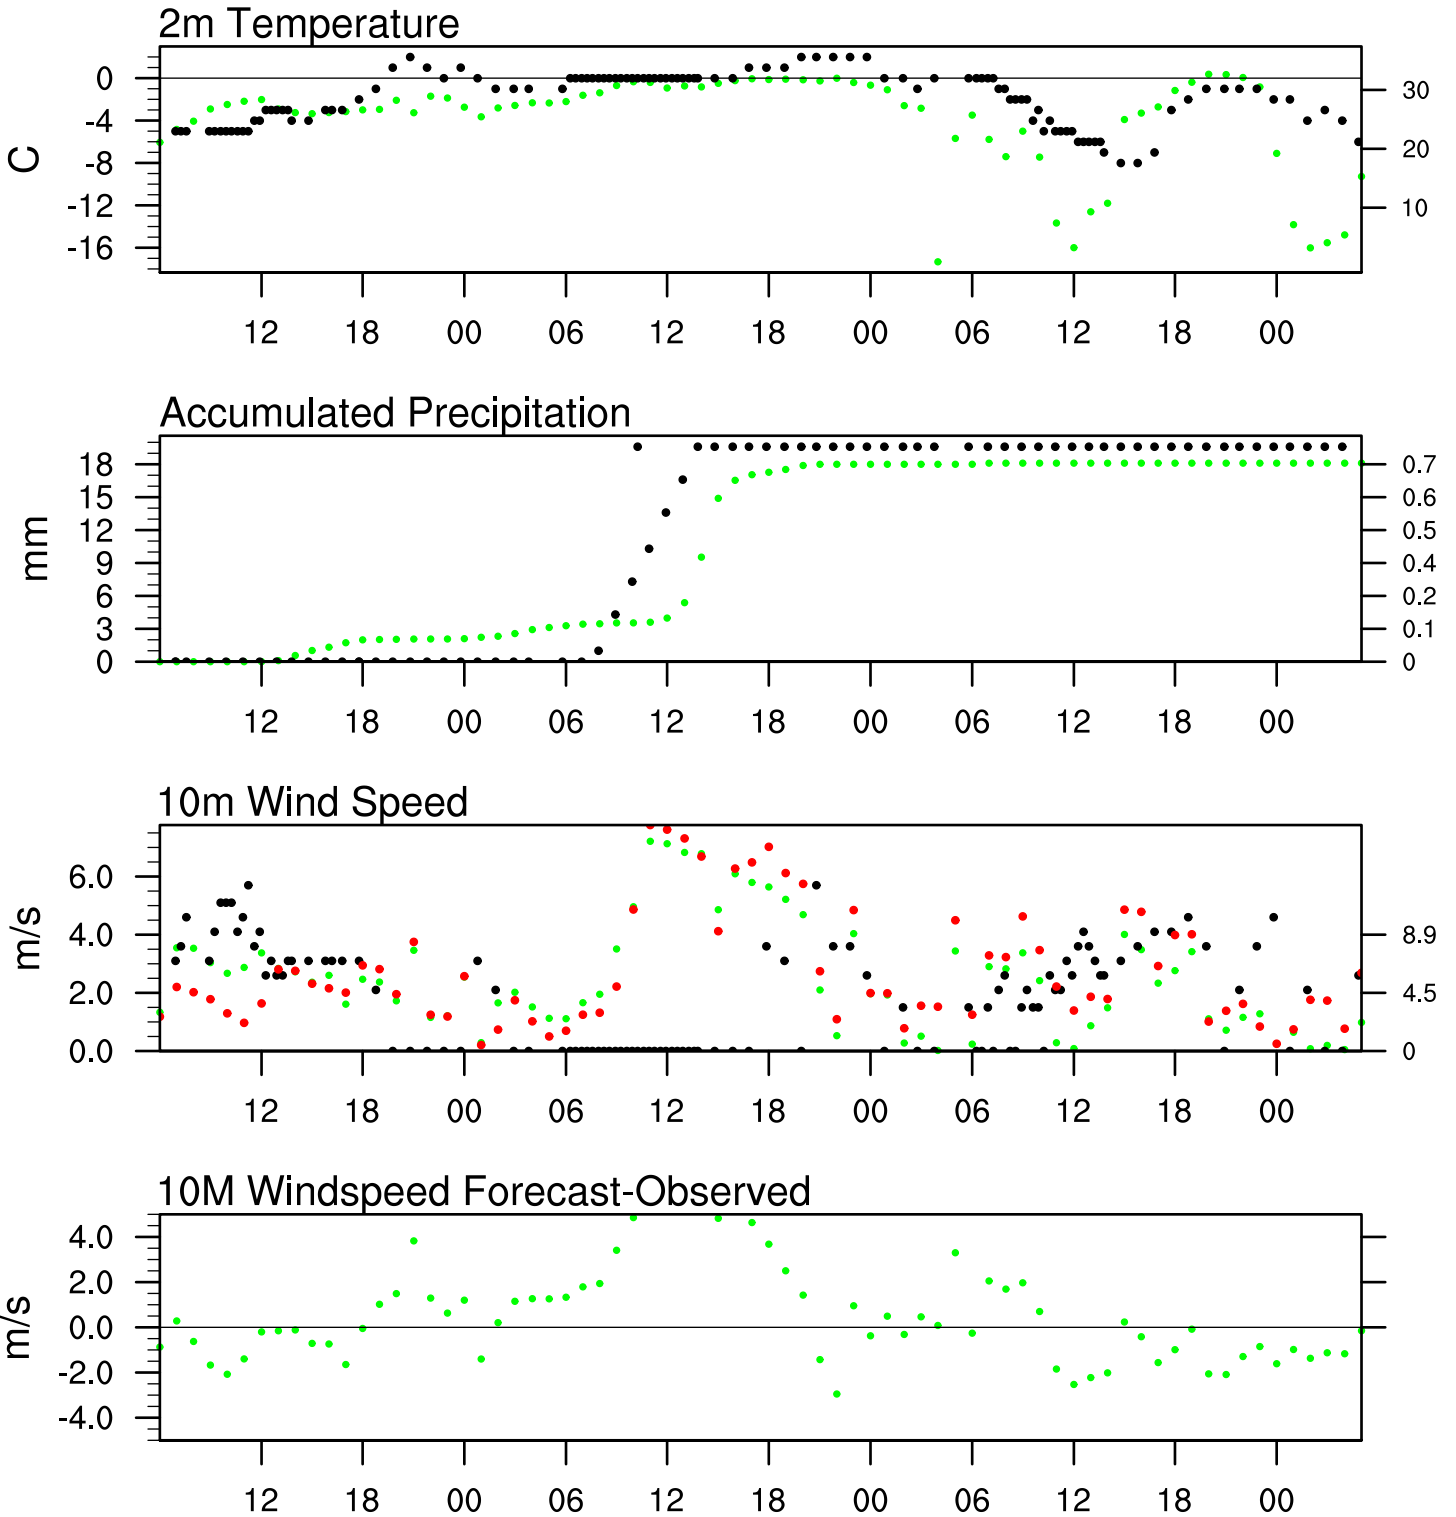 2m Temperature
0
-4
-8
-12
-16
C
30
20
10
12 18 00 06 12 18 00 06 12 18 00
Accumulated Precipitation
18
15
12
9
6
3
0
mm
0.7
0.6
0.5
0.4
0.2
0.1
0
12 18 00 06 12 18 00 06 12 18 00
10m Wind Speed
6.0
4.0
2.0
0.0
m/s
8.9
4.5
0
12 18 00 06 12 18 00 06 12 18 00
10M Windspeed Forecast-Observed
4.0
2.0
0.0
-2.0
-4.0
m/s
12 18 00 06 12 18 00 06 12 18 00